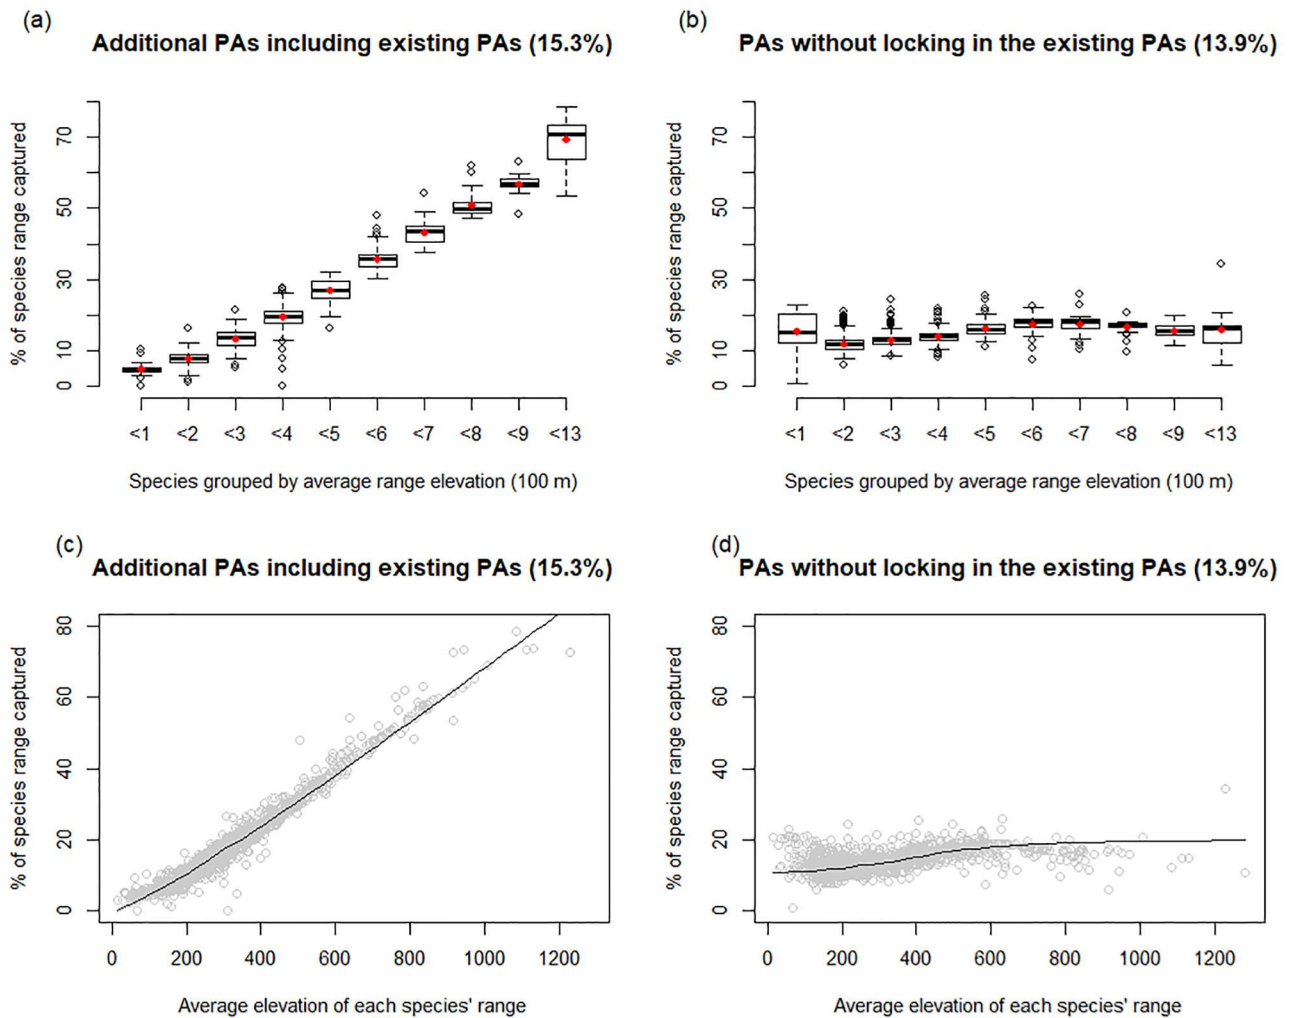 (a)
Additional PAs including existing PAs (15.3%)
% of species range captured
70
50
30
10
0
<1 <2 <3 <4 <5 <6 <7 <8 <9 <13
Species grouped by average range elevation (100 m)
(b)
PAs without locking in the existing PAs (13.9%)
% of species range captured
70
50
30
10
0
<1 <2 <3 <4 <5 <6 <7 <8 <9 <13
Species grouped by average range elevation (100 m)
(c)
Additional PAs including existing PAs (15.3%)
% of species range captured
80
60
40
20
0
0 200 400 600 800 1000 1200
Average elevation of each species' range
(d)
PAs without locking in the existing PAs (13.9%)
% of species range captured
80
60
40
20
0
0 200 400 600 800 1000 1200
Average elevation of each species' range